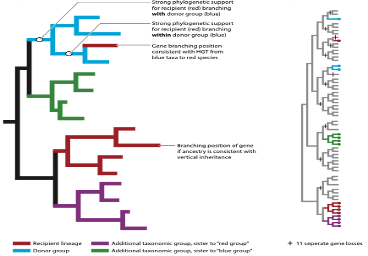 Strong phylogenetic support
for recipient (red) branching
with donor group (blue)
Strong phylogenetic support
for recipient (red) branching
within donor group (blue)
Gene branching position
consistent with HGT from
blue taxa to red species
Branching position of gene
if ancestry is consistent with
vertical inheritance
Recipient lineage
Donor group
Additional taxonomic group, sister to "red group"
Additional taxonomic group, sister to "blue group"
+ 11 seperate gene losses